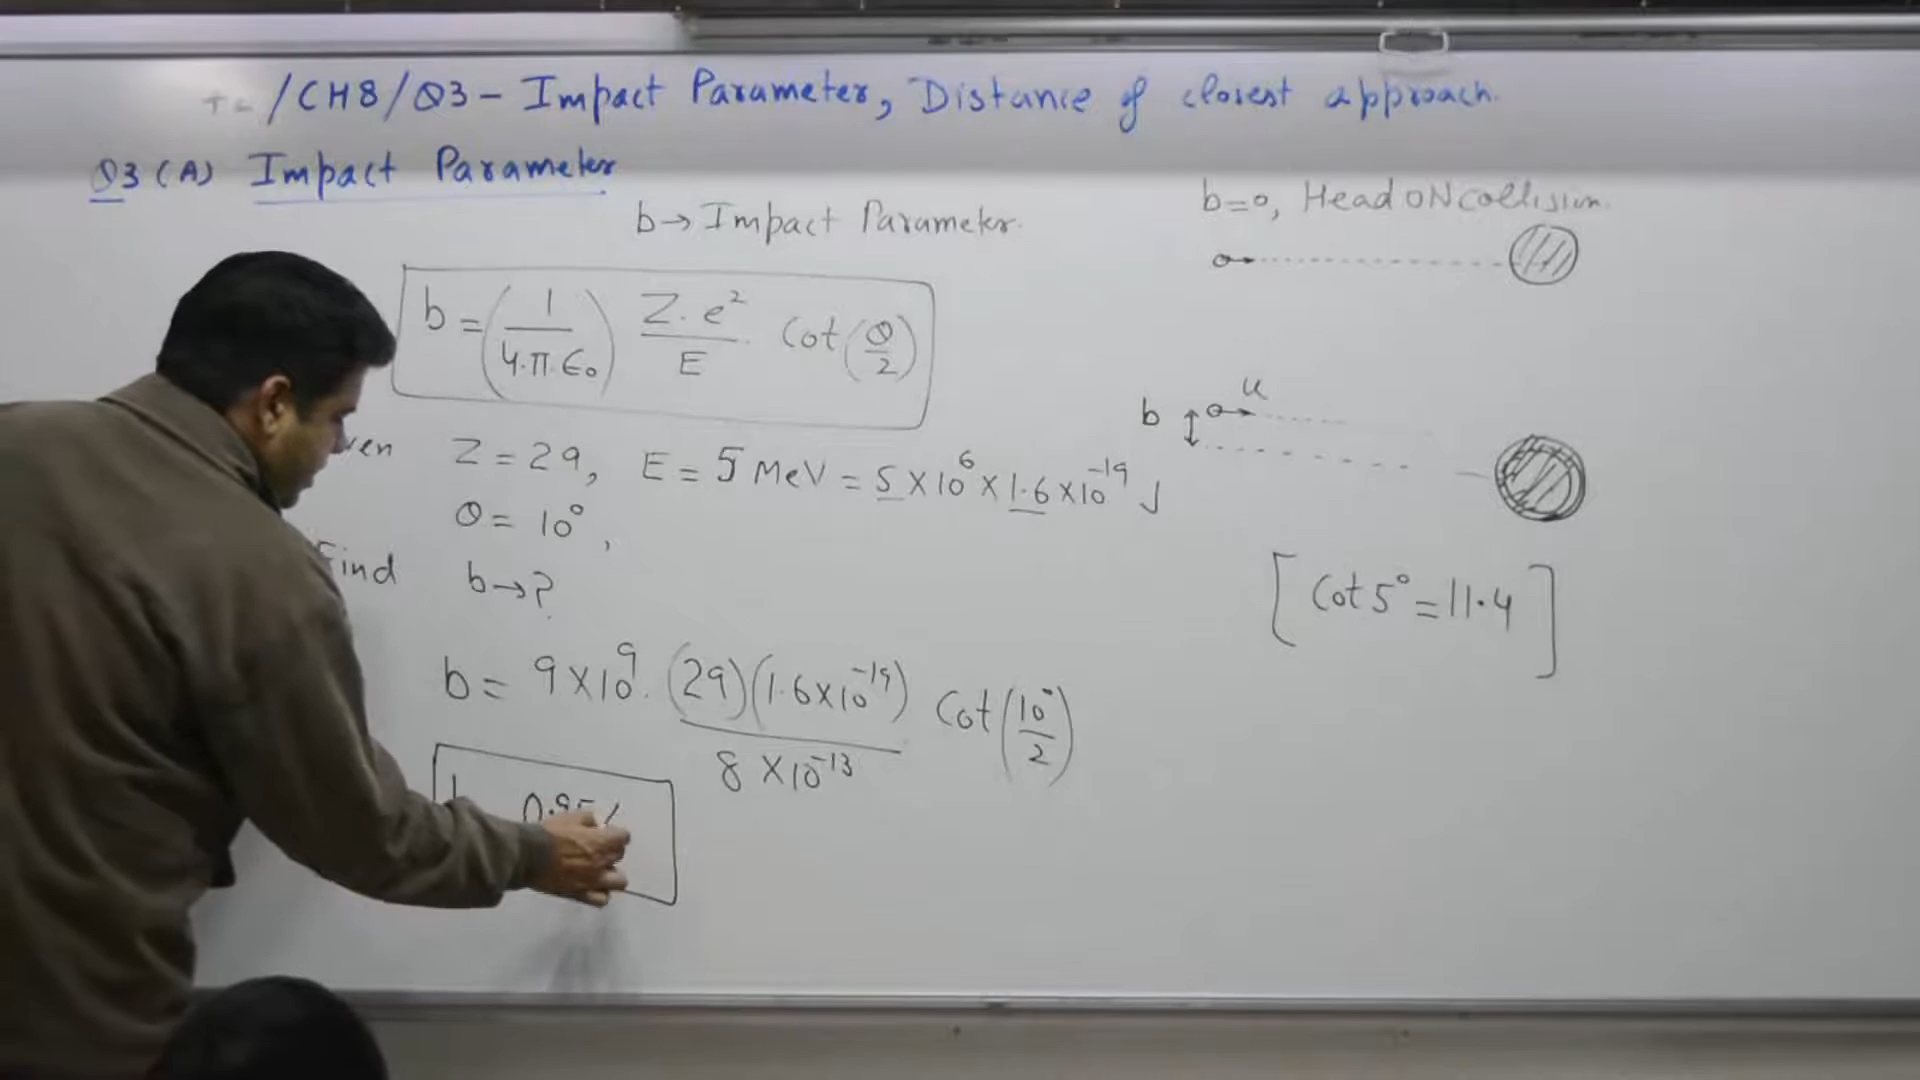 /CH8/Q3 - Impact Parameter, Distance of closest approach.
Q3 (A) Impact Parameter
b → Impact Parameter.
b=0, Head ON Collision.
b = (1/4.π.ϵ₀) Z.e²/E . Cot(θ/2)
b u
Z = 29, E = 5 MeV = 5 × 10⁶ × 1.6 × 10⁻¹⁹ J
θ = 10°,
Find b → ?
[Cot 5° = 11.4]
b = 9 × 10⁹ . (29)(1.6 × 10⁻¹⁹)/8 × 10⁻¹³ Cot(10°/2)